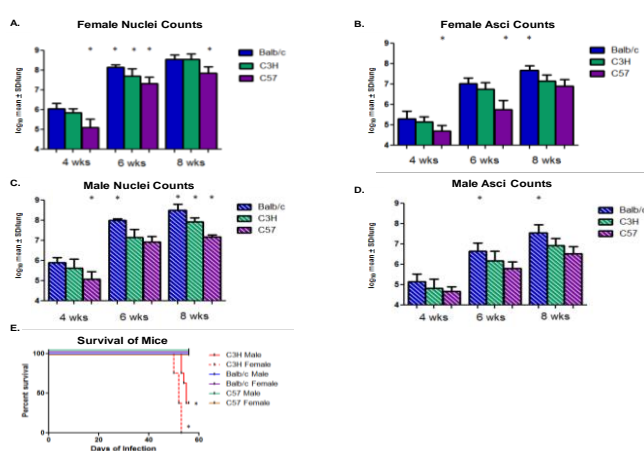 A. Female Nuclei Counts
* * * * *
Balb/c
C3H
C57
log₁₀ mean ± SD/lung
9
8
7
6
5
4
4 wks 6 wks 8 wks
B. Female Asci Counts
* * *
Balb/c
C3H
C57
log₁₀ mean ± SD/lung
9
8
7
6
5
4
4 wks 6 wks 8 wks
C. Male Nuclei Counts
* * * * *
Balb/c
C3H
C57
log₁₀ mean ± SD/lung
9
8
7
6
5
4
4 wks 6 wks 8 wks
D. Male Asci Counts
* *
Balb/c
C3H
C57
log₁₀ mean ± SD/lung
9
8
7
6
5
4
4 wks 6 wks 8 wks
E. Survival of Mice
Percent survival
100
50
0
0 20 40 60
Days of Infection
* *
C3H Male
C3H Female
Balb/c Male
Balb/c Female
C57 Male
C57 Female